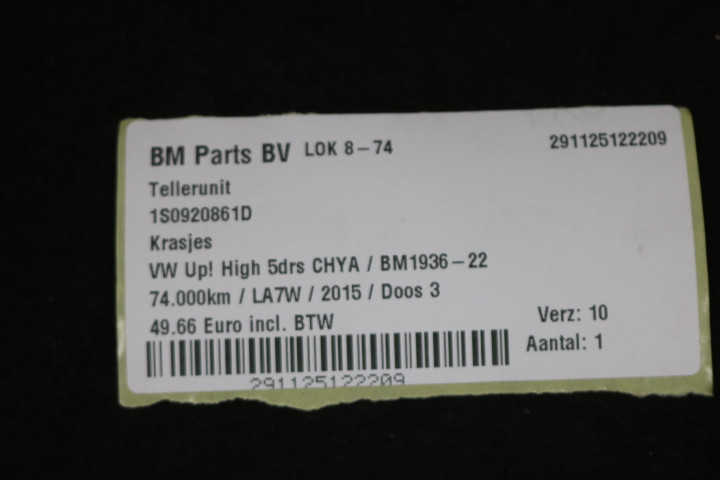 BM Parts BV LOK 8-74 291125122209
Tellerunit
1S0920861D
Krasjes
VW Up! High 5drs CHYA / BM1936-22
74.000km / LA7W / 2015 / Doos 3
49.66 Euro incl. BTW Verz: 10
Aantal: 1
291125122209